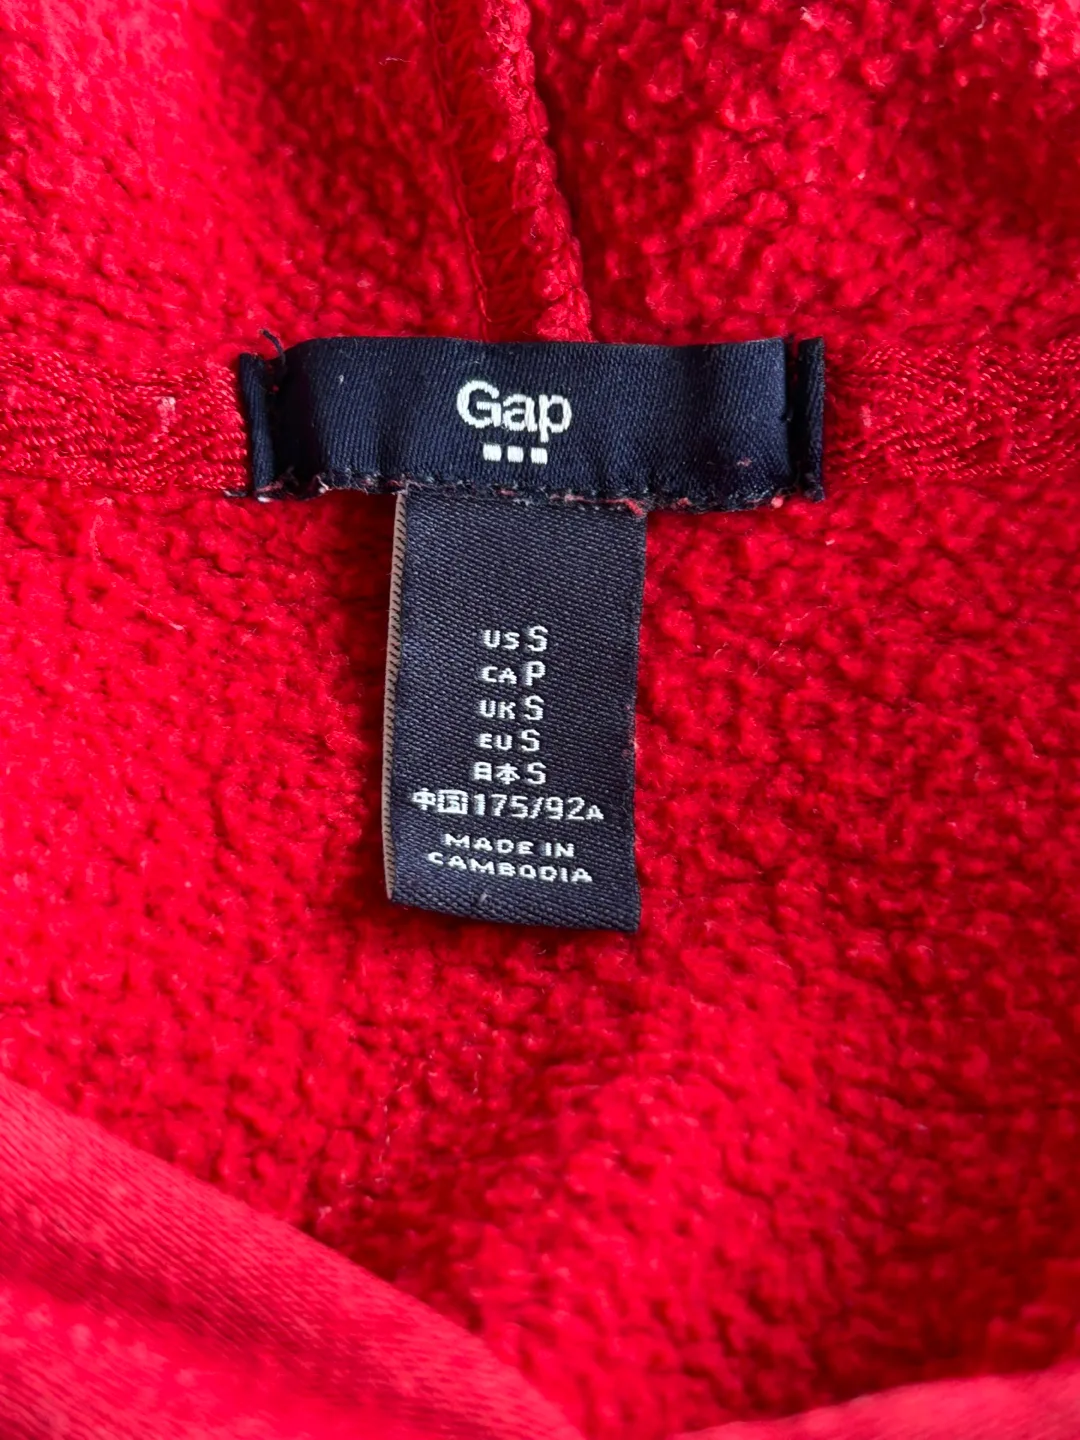 Gap
US S
CA P
UK S
EU S
日本 S
中国 175/92A
MADE IN
CAMBODIA